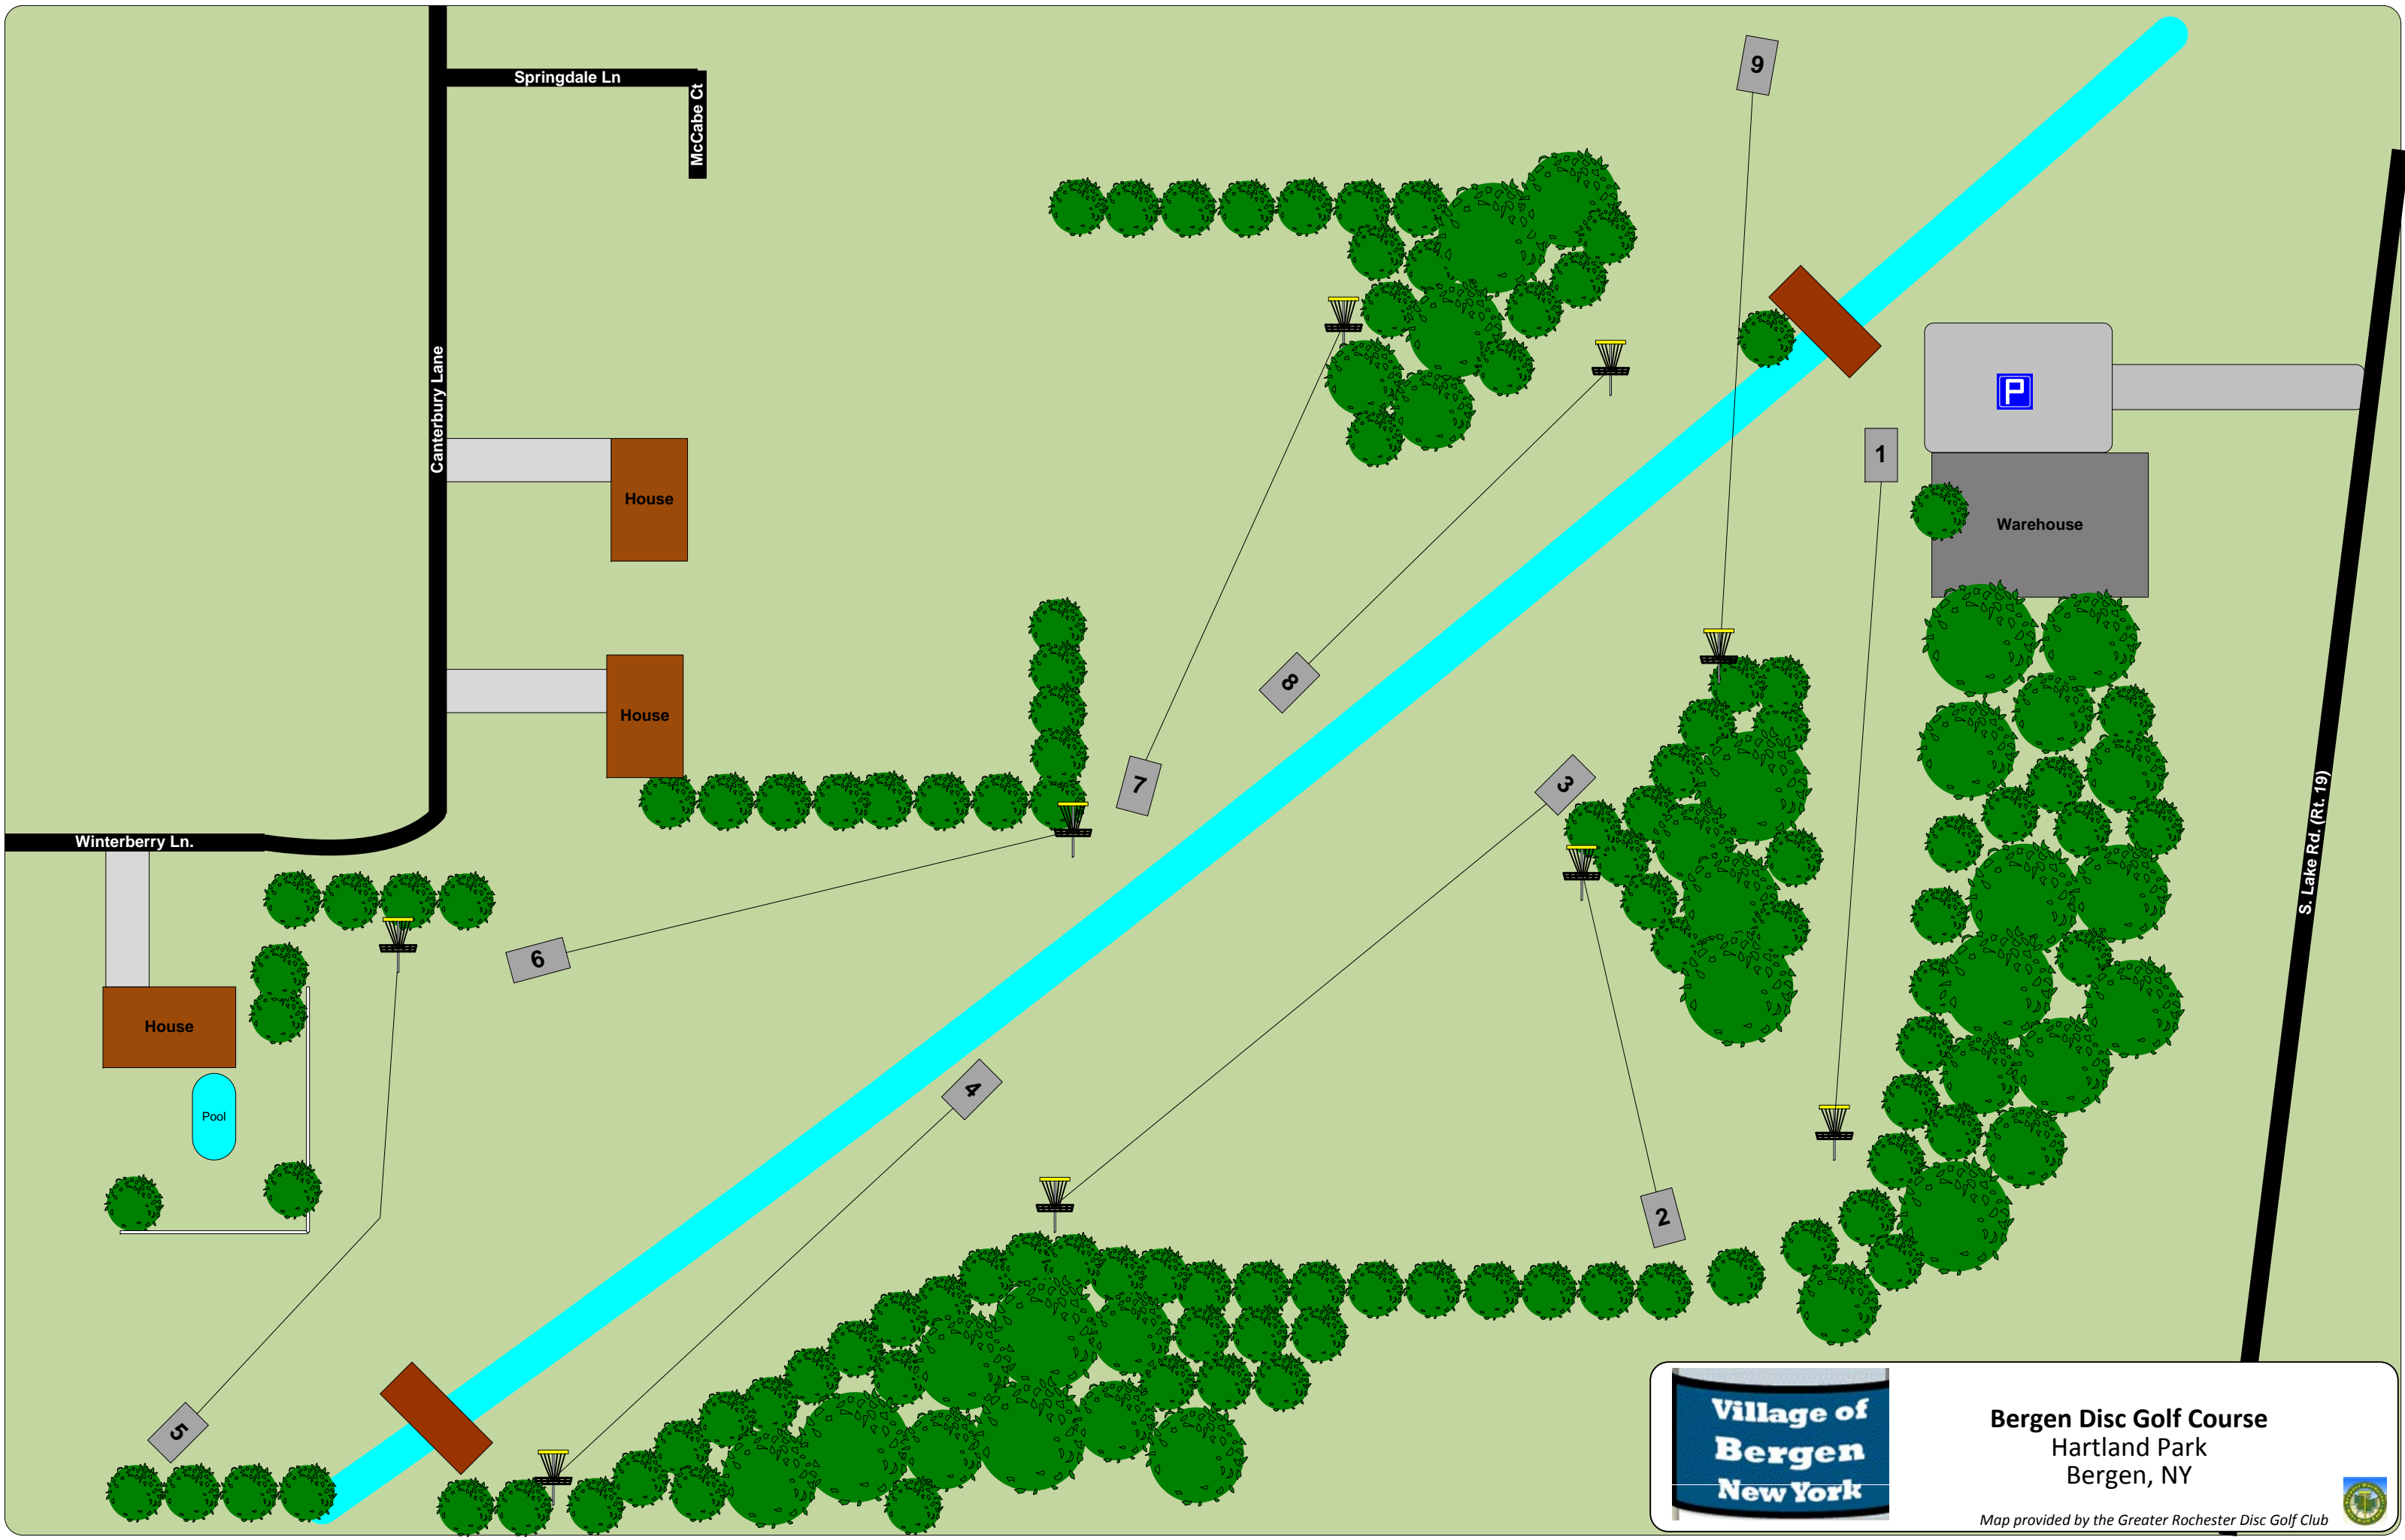 9
Springdale Ln
McCabe Ct
Canterbury Lane
P
1
House
Warehouse
8
House
7
3
Winterberry Ln.
S. Lake Rd. (Rt. 19)
6
House
4
Pool
2
5
Village of
Bergen
New York
Bergen Disc Golf Course
Hartland Park
Bergen, NY
Map provided by the Greater Rochester Disc Golf Club